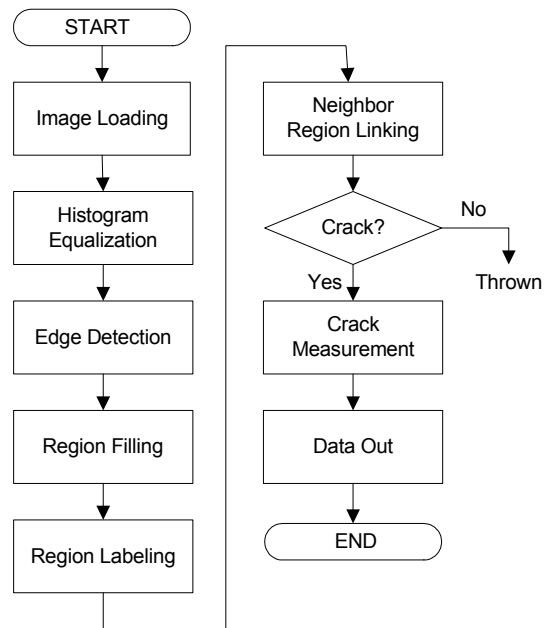 START
Image Loading
Histogram
Equalization
Edge Detection
Region Filling
Region Labeling
Neighbor
Region Linking
Crack?
No
Thrown
Yes
Crack
Measurement
Data Out
END